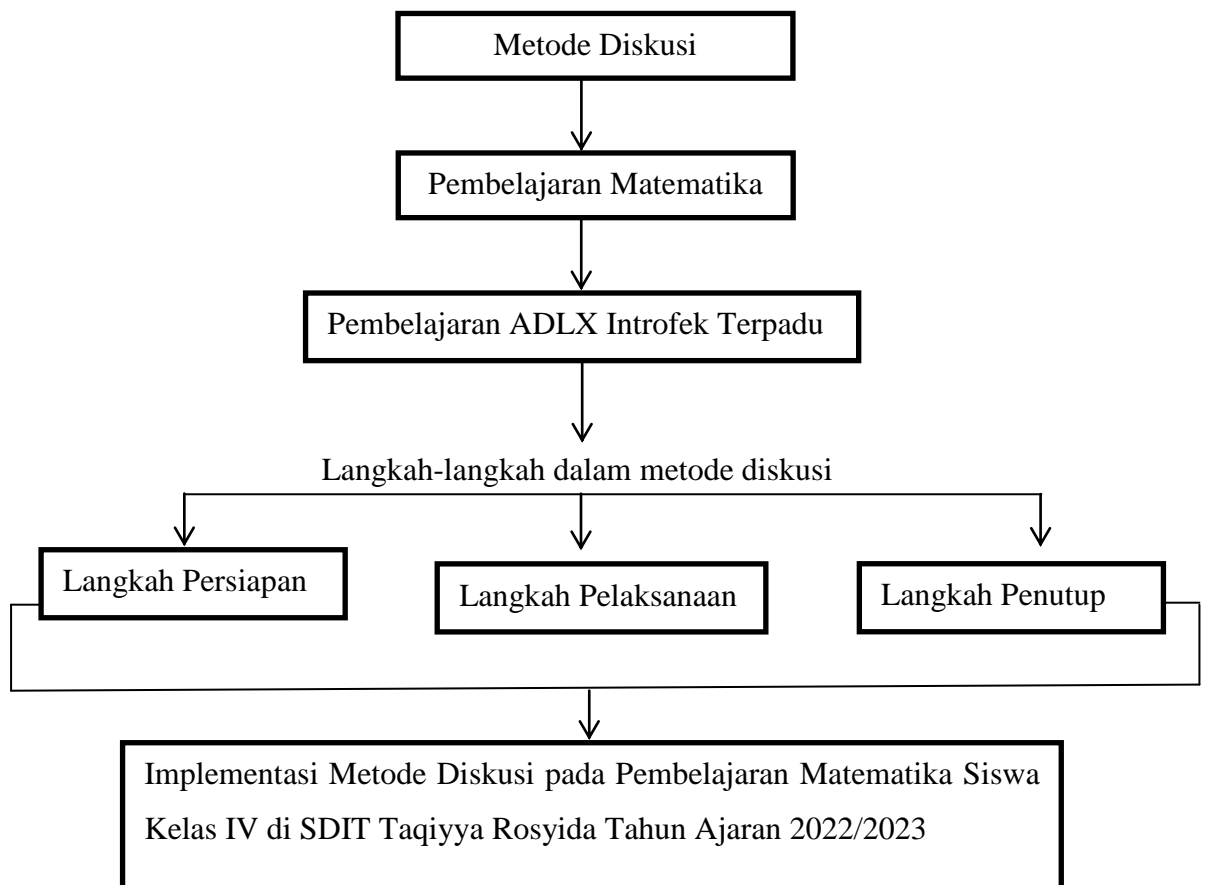 Metode Diskusi
Pembelajaran Matematika
Pembelajaran ADLX Introfek Terpadu
Langkah-langkah dalam metode diskusi
Langkah Persiapan
Langkah Pelaksanaan
Langkah Penutup
Implementasi Metode Diskusi pada Pembelajaran Matematika Siswa
Kelas IV di SDIT Taqiyya Rosyida Tahun Ajaran 2022/2023